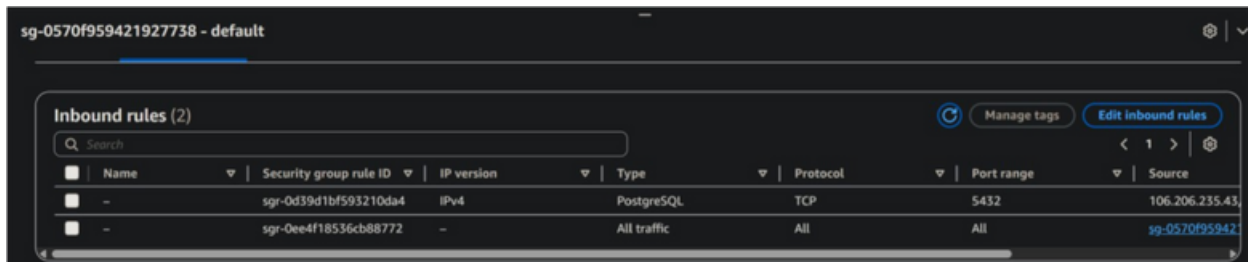 sg-0570f959421927738 - default
Inbound rules (2)
Manage tags
Edit inbound rules
Search
1
Name Security group rule ID IP version Type Protocol Port range Source
– sgr-0d39d1bf593210da4 IPv4 PostgreSQL TCP 5432 106.206.235.43,
– sgr-0ee4f18536cb88772 – All traffic All All sg-0570f95942